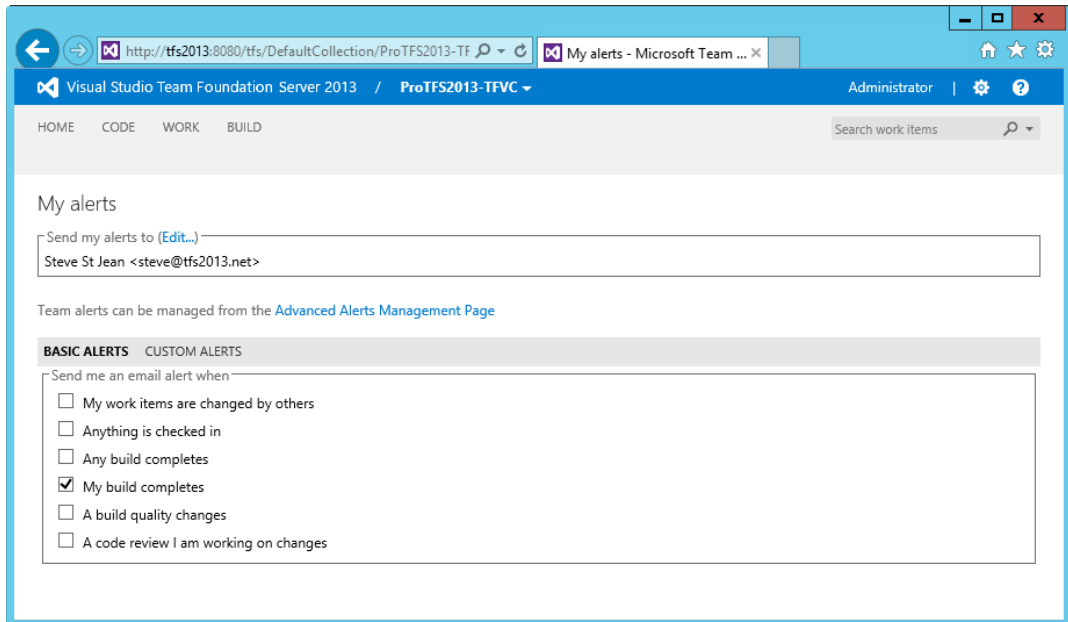 http://tfs2013:8080/tfs/DefaultCollection/ProTFS2013-TF
My alerts - Microsoft Team ...
Visual Studio Team Foundation Server 2013 / ProTFS2013-TFVC Administrator |
HOME CODE WORK BUILD Search work items
My alerts
Send my alerts to (Edit...)
Steve St Jean <steve@tfs2013.net>
Team alerts can be managed from the Advanced Alerts Management Page
BASIC ALERTS CUSTOM ALERTS
Send me an email alert when
My work items are changed by others
Anything is checked in
Any build completes
My build completes
A build quality changes
A code review I am working on changes